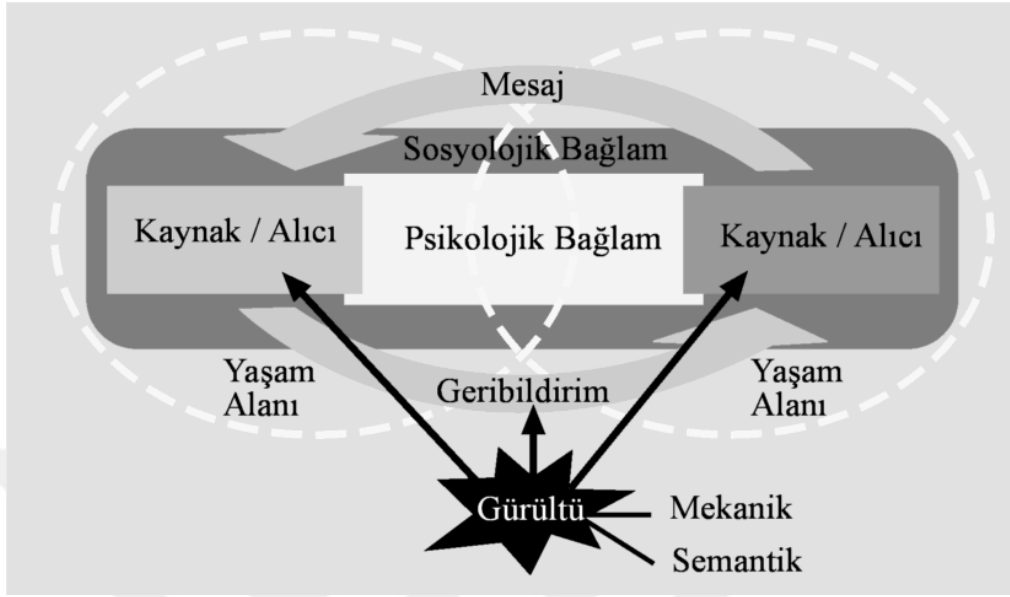 Mesaj
Sosyolojik Bağlam
Kaynak / Alıcı
Psikolojik Bağlam
Kaynak / Alıcı
Yaşam
Alanı
Geribildirim
Yaşam
Alanı
Gürültü
Mekanik
Semantik